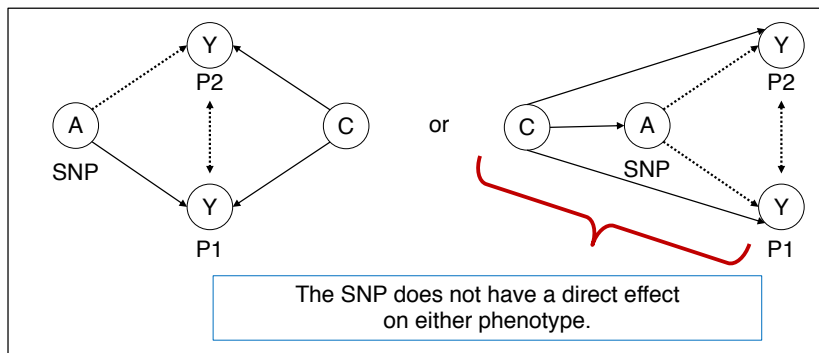 Y
P2
A
SNP
C
Y
P1
or
Y
P2
C
A
SNP
Y
P1
The SNP does not have a direct effect
on either phenotype.